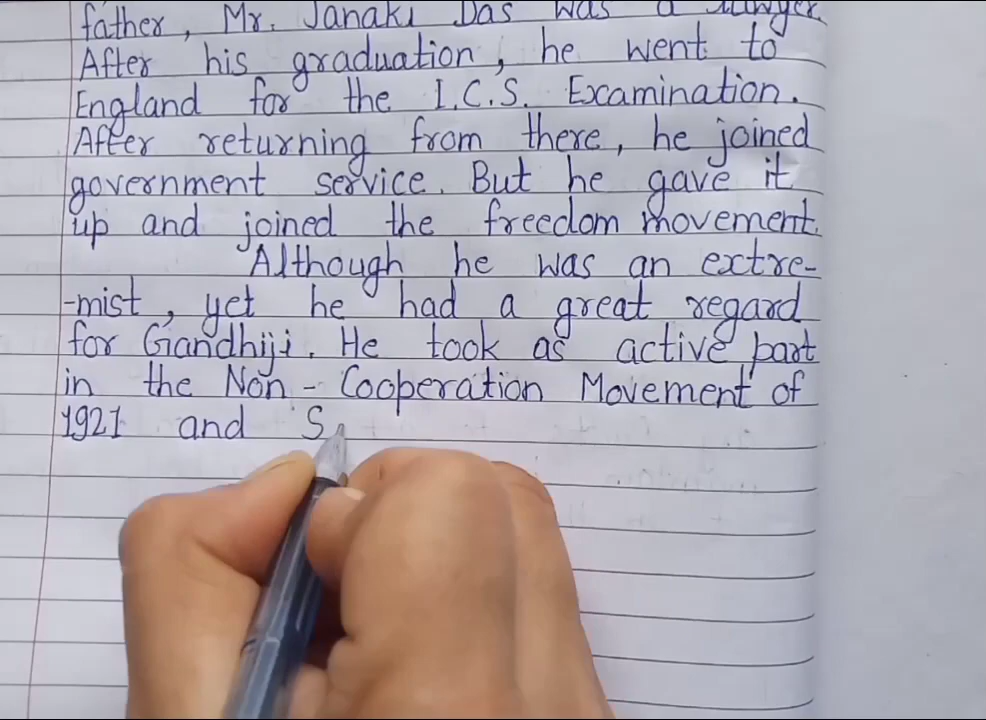 father, Mr. Janaki Das was a lawyer
After his graduation, he went to
England for the I.C.S. Examination.
After returning from there, he joined
government service. But he gave it
up and joined the freedom movement.
Although he was an extre-
-mist, yet he had a great regard
for Gandhiji. He took as active part
in the Non-Cooperation Movement of
1921 and S